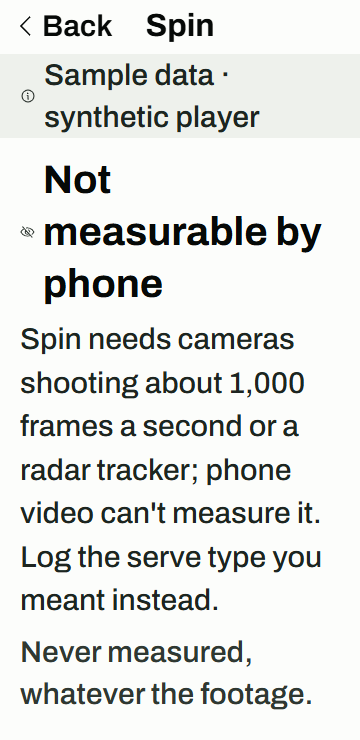 Back Spin
Sample data ·
synthetic player
Not
measurable by
phone
Spin needs cameras
shooting about 1,000
frames a second or a
radar tracker; phone
video can't measure it.
Log the serve type you
meant instead.
Never measured,
whatever the footage.